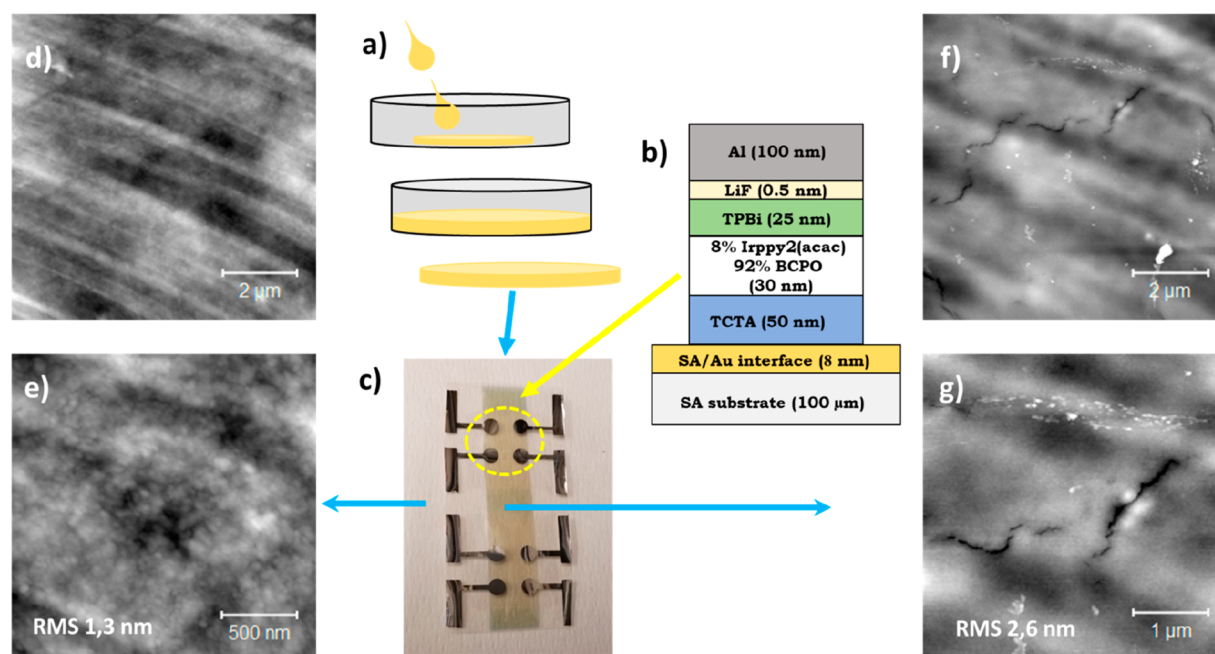 d)
2 µm
e)
RMS 1,3 nm
500 nm
a)
b)
Al (100 nm)
LiF (0.5 nm)
TPBi (25 nm)
8% Irppy2(acac)
92% BCPO
(30 nm)
TCTA (50 nm)
SA/Au interface (8 nm)
SA substrate (100 µm)
c)
f)
2 µm
g)
RMS 2,6 nm
1 µm